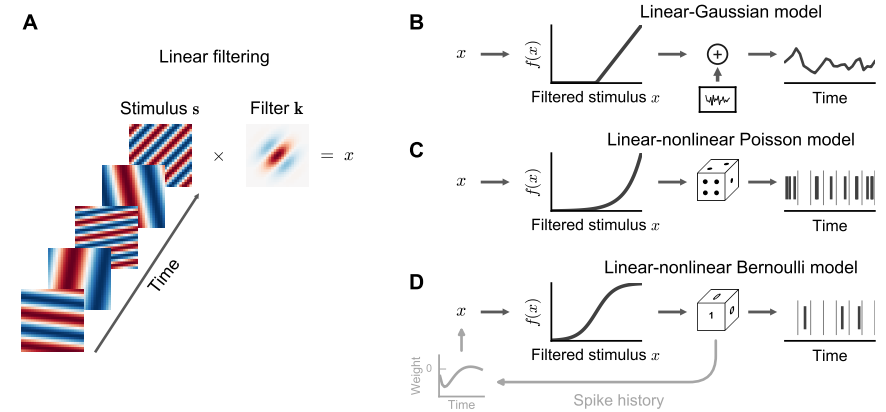 A
Linear filtering
Stimulus s
Filter k
× = x
Time
B
Linear-Gaussian model
x
f(x)
+
Filtered stimulus x
Time
C
Linear-nonlinear Poisson model
x
f(x)
Filtered stimulus x
Time
D
Linear-nonlinear Bernoulli model
x
f(x)
0
1
0
Filtered stimulus x
Time
Weight
0
Time
Spike history